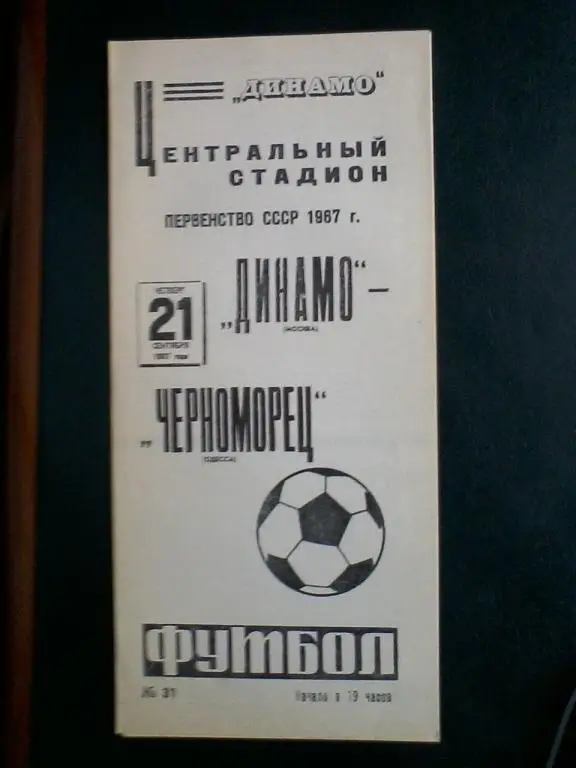 „ДИНАМО“
ЦЕНТРАЛЬНЫЙ
СТАДИОН
ПЕРВЕНСТВО СССР 1967 г.
ЧЕТВЕРГ
21
СЕНТЯБРЯ
1967 года
„ДИНАМО“ –
(МОСКВА)
„ЧЕРНОМОРЕЦ“
(ОДЕССА)
ФУТБОЛ
№ 31
Начало в 19 часов